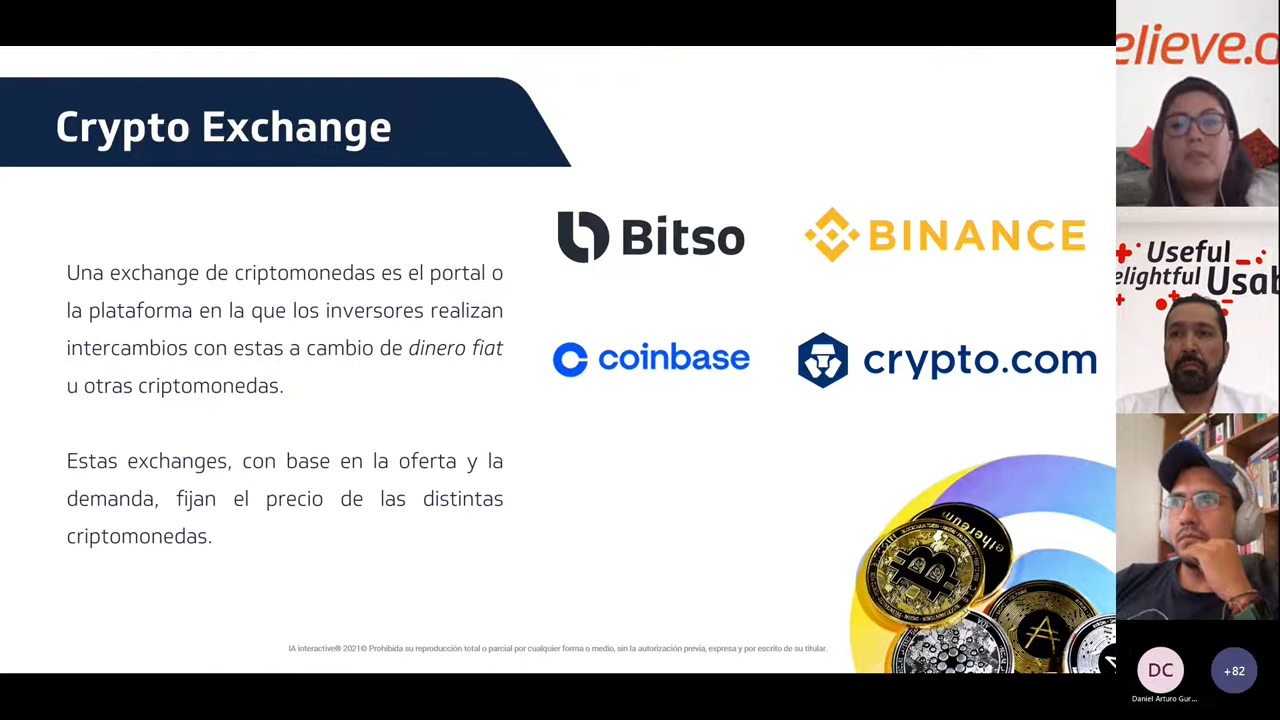 Crypto Exchange
Una exchange de criptomonedas es el portal o
la plataforma en la que los inversores realizan
intercambios con estas a cambio de dinero fiat
u otras criptomonedas.
Estas exchanges, con base en la oferta y la
demanda, fijan el precio de las distintas
criptomonedas.
Bitso
BINANCE
coinbase
crypto.com
ethereum
IA interactive® 2021© Prohibida su reproducción total o parcial por cualquier forma o medio, sin la autorización previa, expresa y por escrito de su titular.
elieve.
Useful
elightful Usab
DC
+82
Daniel Arturo Gur...